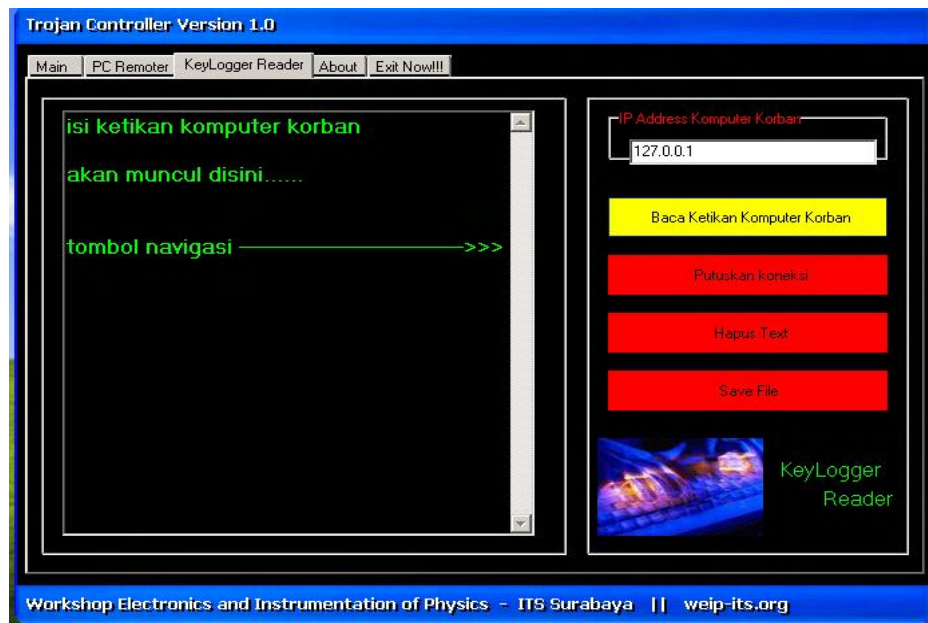 Trojan Controller Version 1.0
Main PC Remoter KeyLogger Reader About Exit Now!!!
isi ketikan komputer korban
akan muncul disini......
tombol navigasi ——————————>>>
IP Address Komputer Korban
127.0.0.1
Baca Ketikan Komputer Korban
Putuskan koneksi
Hapus Text
Save File
KeyLogger
Reader
Workshop Electronics and Instrumentation of Physics - ITS Surabaya || weip-its.org